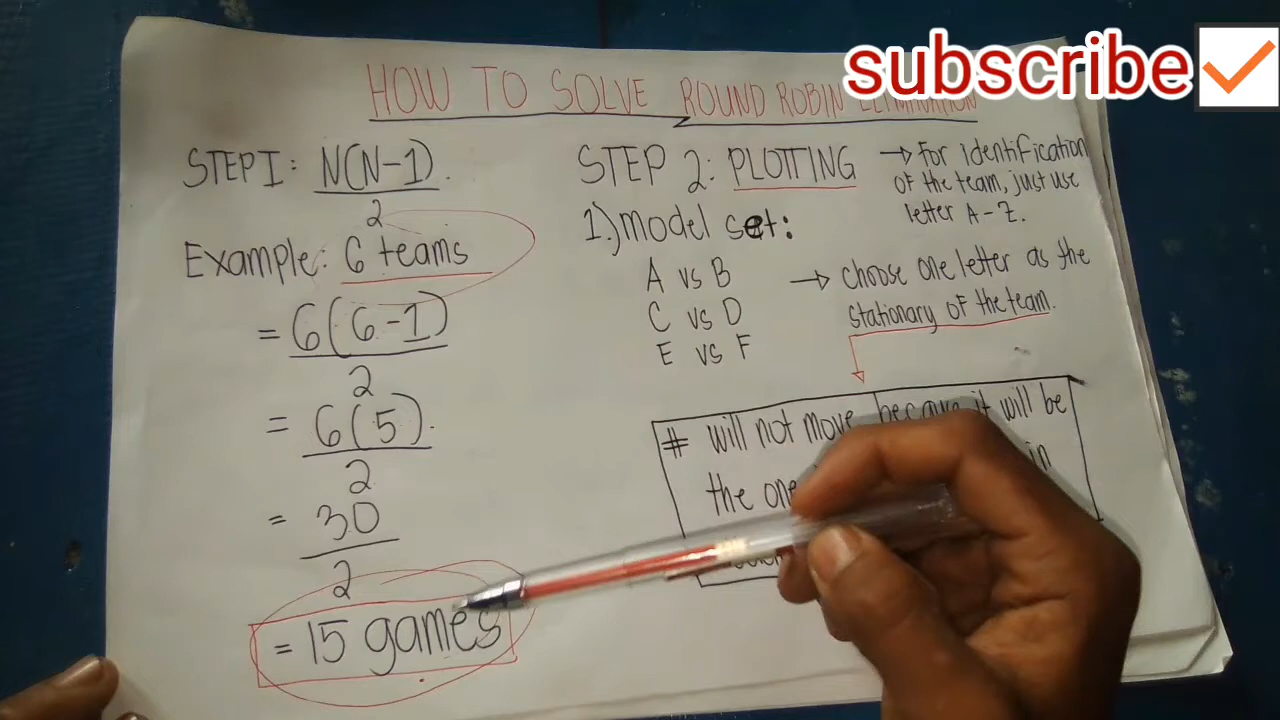 subscribe
HOW TO SOLVE ROUND ROBIN
STEP I: N(N-1)
2
Example: 6 teams
= 6(6-1)
2
= 6(5)
2
= 30
2
= 15 games
STEP 2: PLOTTING
→ For identification
of the team, just use
letter A-Z.
1.) model set:
A vs B
C vs D
E vs F
→ choose one letter as the
stationary of the team.
# will not move because it will be
the one in